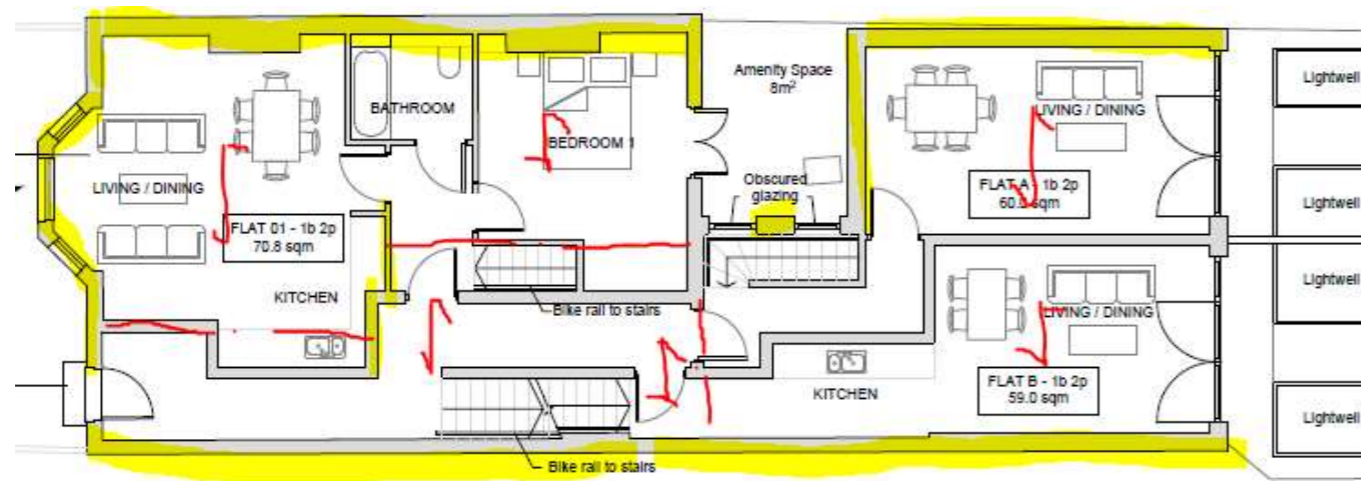 Amenity Space
8m²
Lightwell
BATHROOM
LIVING / DINING
BEDROOM 1
Obscured
glazing
LIVING / DINING
FLAT A - 1b 2p
sqm
Lightwell
FLAT 01 - 1b 2p
70.8 sqm
KITCHEN
Bike rail to stairs
Lightwell
LIVING / DINING
KITCHEN
FLAT B - 1b 2p
59.0 sqm
Lightwell
Bike rail to stairs